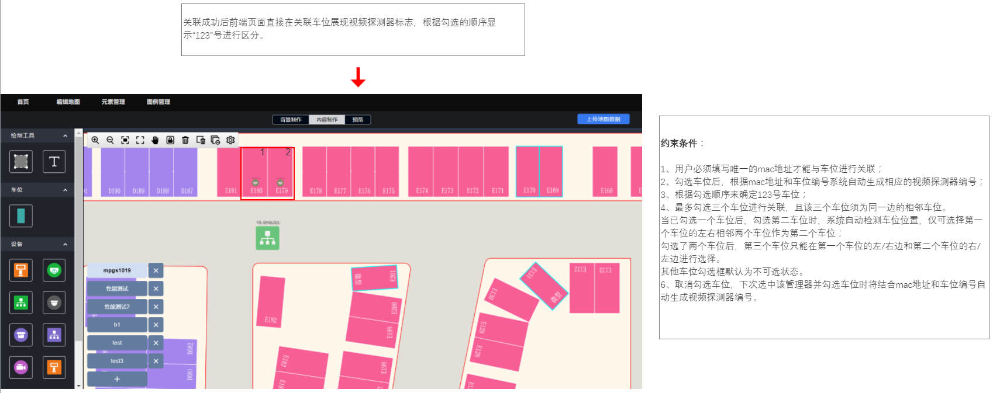 关联成功后前端页面直接在关联车位展现视频探测器标志，根据勾选的顺序显
示“123”号进行区分。
首页
编辑地图
元素管理
图例管理
背景制作
内容制作
预览
上传地图数据
绘制工具
T
车位
设备
1
2
91
D190
D189
D188
D187
E181
E180
E179
E178
E177
E176
E175
E174
E173
E172
E171
E170
E169
E168
E
16-SPGLQ4
mpgs1019
性能测试
性能测试2
b1
test
test3
+
D082
D081
E182
E183
E18
微型
E201
E200
E199
E198
E131
微型
E130
E129
E128
E12
E132
E133
约束条件：
1、用户必须填写唯一的mac地址才能与车位进行关联；
2、勾选车位后，根据mac地址和车位编号系统自动生成相应的视频探测器编号；
3、根据勾选顺序来确定123号车位；
4、最多勾选三个车位进行关联，且该三个车位须为同一边的相邻车位。
当已勾选一个车位后，勾选第二车位时，系统自动检测车位位置，仅可选择第一
个车位的左右相邻两个车位作为第二个车位；
勾选了两个车位后，第三个车位只能在第一个车位的左/右边和第二个车位的右/
左边进行选择。
其他车位勾选框默认为不可选状态。
6、取消勾选车位，下次选中该管理器并勾选车位时将结合mac地址和车位编号自
动生成视频探测器编号。